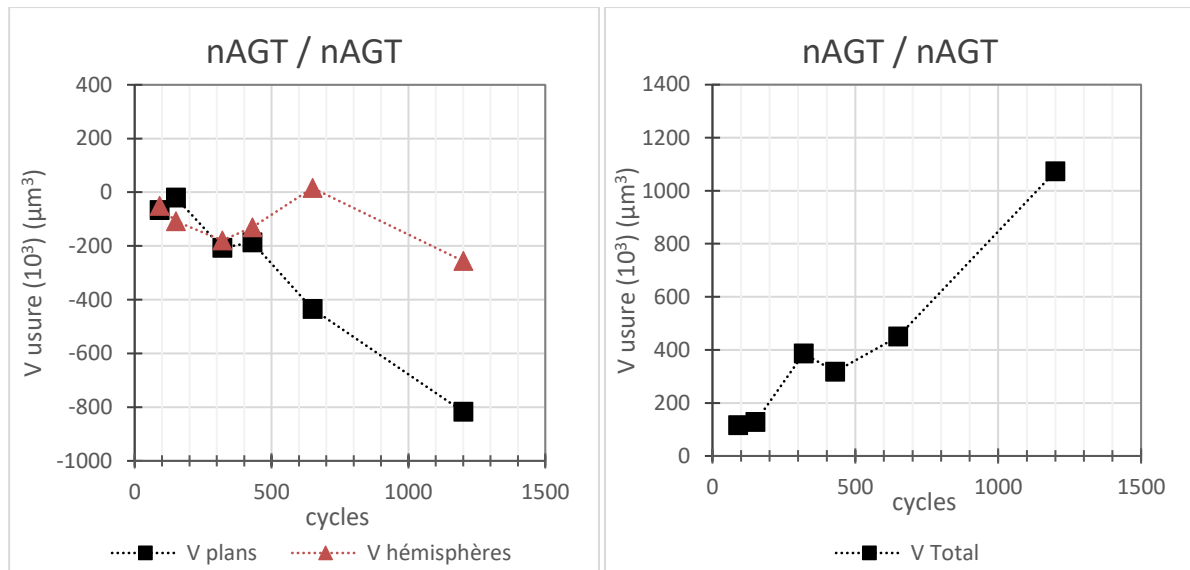 nAGT / nAGT
400
200
0
-200
-400
-600
-800
-1000
V usure (10³) (µm³)
0
500
1000
1500
cycles
V plans
V hémisphères
nAGT / nAGT
1400
1200
1000
800
600
400
200
0
V usure (10³) (µm³)
0
500
1000
1500
cycles
V Total